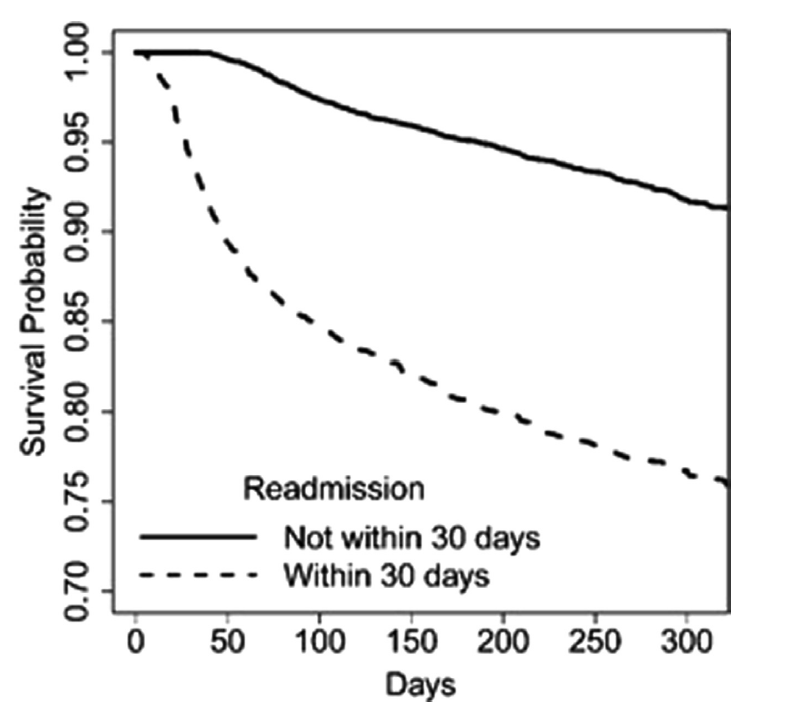 1.00
0.95
0.90
0.85
0.80
0.75
0.70
Survival Probability
Readmission
Not within 30 days
Within 30 days
0 50 100 150 200 250 300
Days